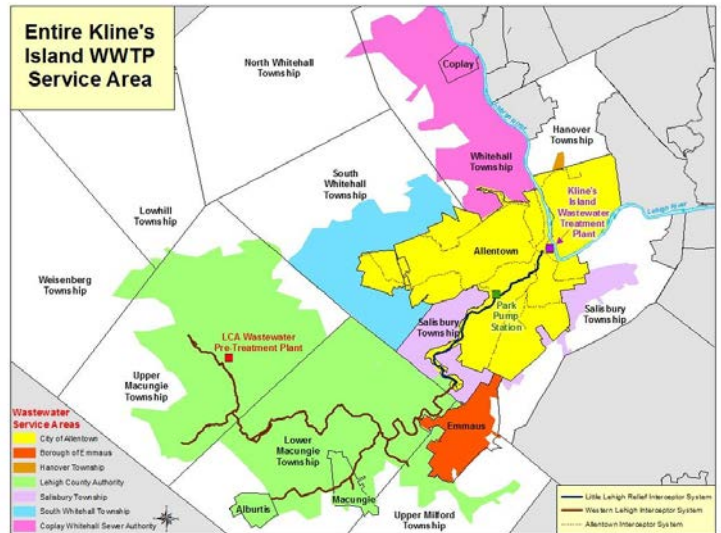 Entire Kline's
Island WWTP
Service Area
North Whitehall
Township
Coplay
Lehigh River
Hanover
Township
Whitehall
Township
South
Whitehall
Township
Kline's
Island
Wastewater
Treatment
Plant
Lehigh River
Lowhill
Township
Allentown
Weisenberg
Township
Park
Pump
Station
Salisbury
Township
Salisbury
Township
LCA Wastewater
Pre-Treatment Plant
Upper
Macungie
Township
Emmaus
Lower
Macungie
Township
Macungie
Alburtis
Upper Milford
Township
Wastewater
Service Areas
City of Allentown
Borough of Emmaus
Hanover Township
Lehigh County Authority
Salisbury Township
South Whitehall Township
Coplay Whitehall Sewer Authority
Little Lehigh Relief Interceptor System
Western Lehigh Interceptor System
Allentown Interceptor System